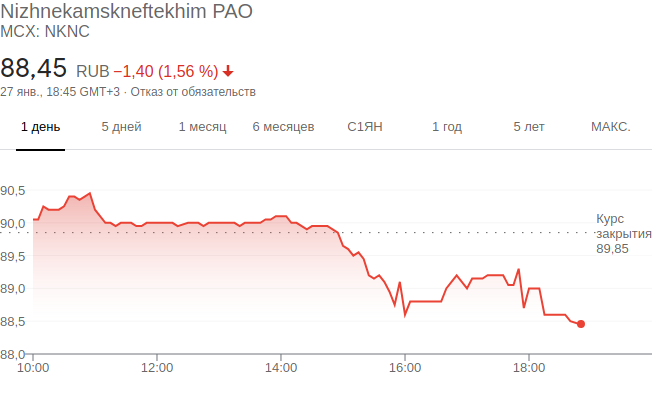 Nizhnekamskneftekhim PAO
MCX: NKNC
88,45 RUB −1,40 (1,56 %)
27 янв., 18:45 GMT+3 · Отказ от обязательств
1 день 5 дней 1 месяц 6 месяцев С1ЯН 1 год 5 лет МАКС.
90,5
90,0
89,5
89,0
88,5
88,0
Курс
закрытия
89,85
10:00 12:00 14:00 16:00 18:00